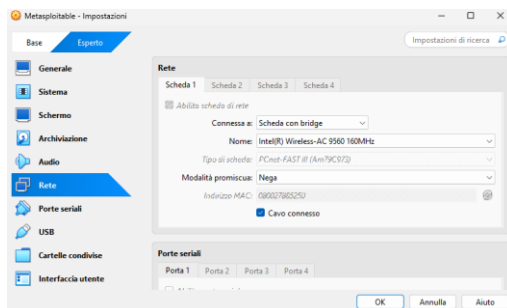 Metasploitable - Impostazioni
Base Esperto
Impostazioni di ricerca
Generale
Sistema
Schermo
Archiviazione
Audio
Rete
Porte seriali
USB
Cartelle condivise
Interfaccia utente
Rete
Scheda 1 Scheda 2 Scheda 3 Scheda 4
Abilita scheda di rete
Connessa a: Scheda con bridge
Nome: Intel(R) Wireless-AC 9560 160MHz
Tipo di scheda: PCnet-FAST III (Am79C973)
Modalità promiscua: Nega
Indirizzo MAC:
Cavo connesso
Porte seriali
Porta 1 Porta 2 Porta 3 Porta 4
OK Annulla Aiuto